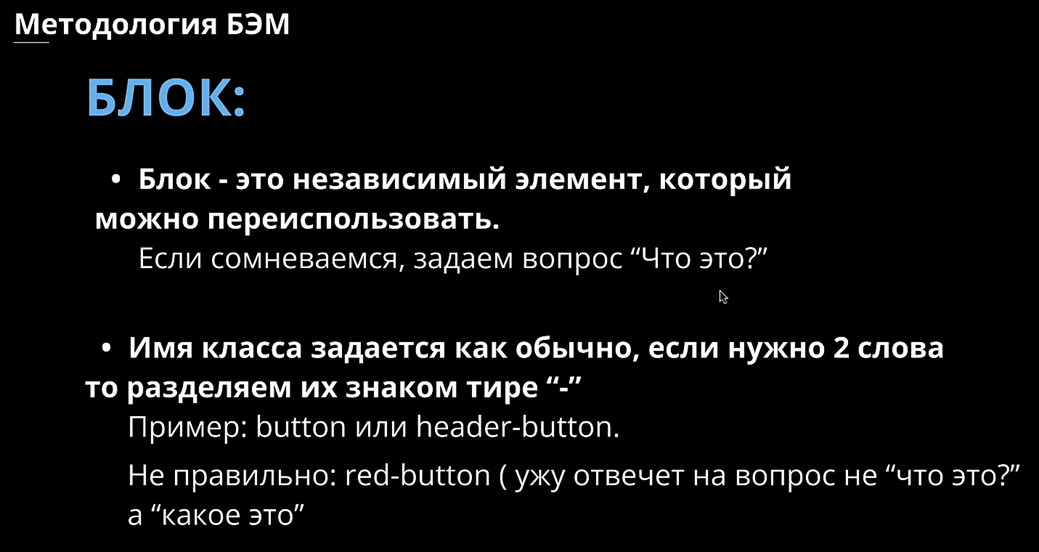 Методология БЭМ
БЛОК:
• Блок - это независимый элемент, который
можно переиспользовать.
Если сомневаемся, задаем вопрос “Что это?”
• Имя класса задается как обычно, если нужно 2 слова
то разделяем их знаком тире “-”
Пример: button или header-button.
Не правильно: red-button ( ужу отвечет на вопрос не “что это?”
а “какое это”